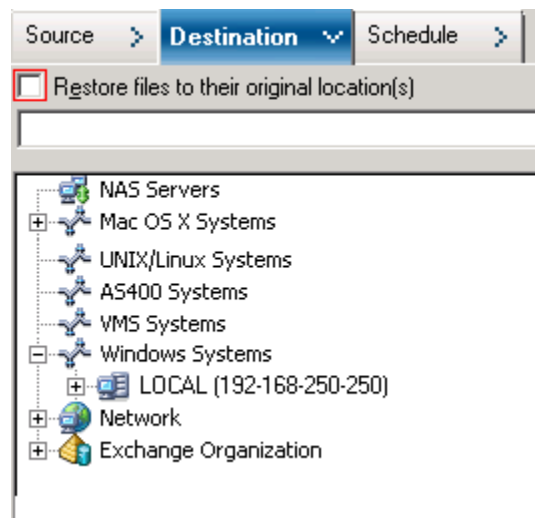 Source > Destination Schedule >
Restore files to their original location(s)
NAS Servers
Mac OS X Systems
UNIX/Linux Systems
AS400 Systems
VMS Systems
Windows Systems
LOCAL (192-168-250-250)
Network
Exchange Organization